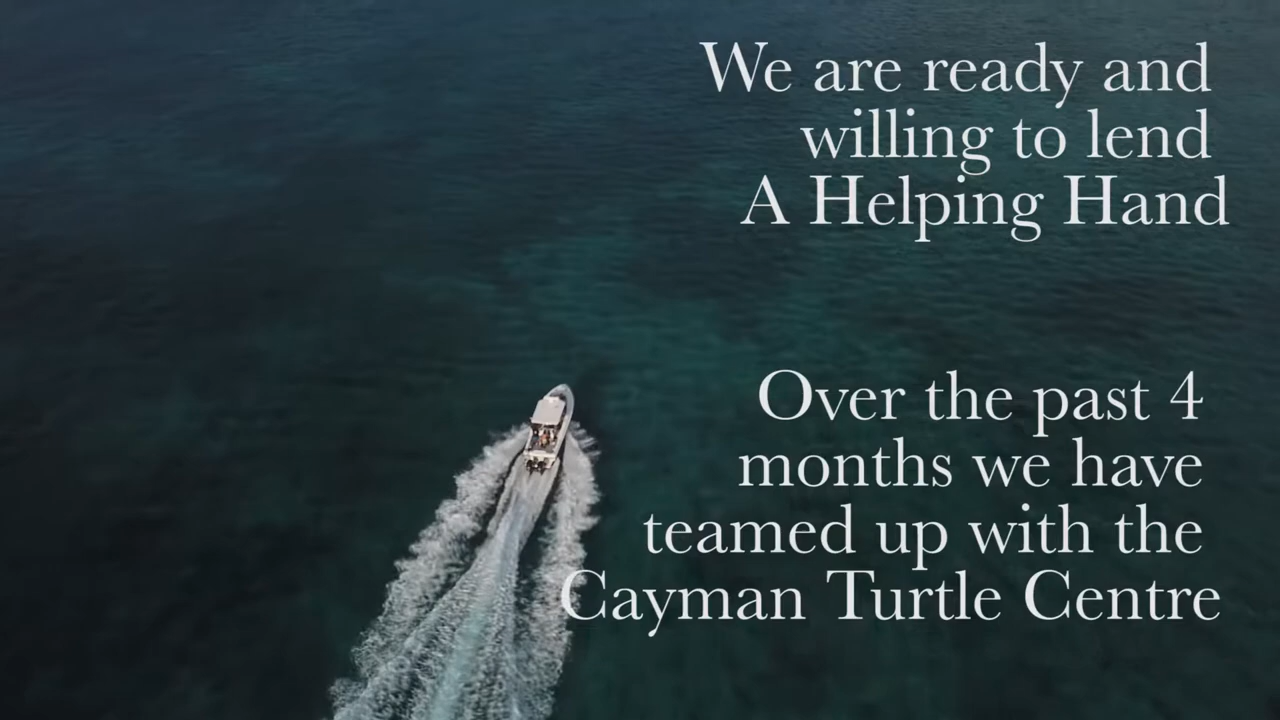 We are ready and
willing to lend
A Helping Hand
Over the past 4
months we have
teamed up with the
Cayman Turtle Centre